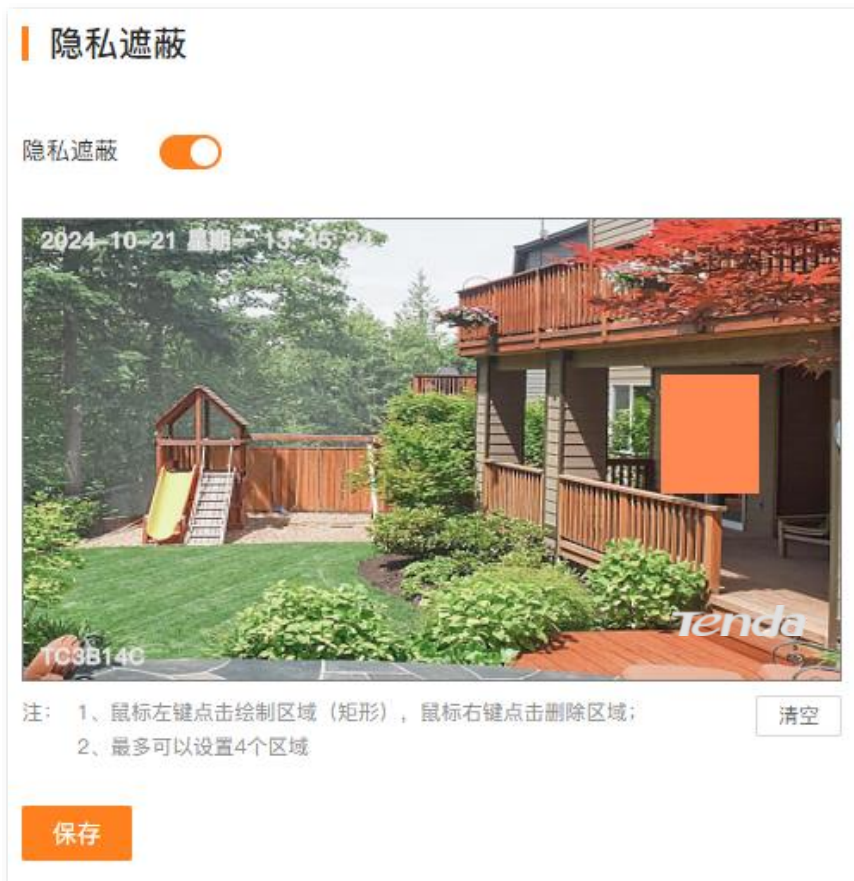 隐私遮蔽
隐私遮蔽
2024-10-21 星期一 13:45:
Tenda
TC3B14C
注： 1、鼠标左键点击绘制区域（矩形），鼠标右键点击删除区域；
清空
2、最多可以设置4个区域
保存